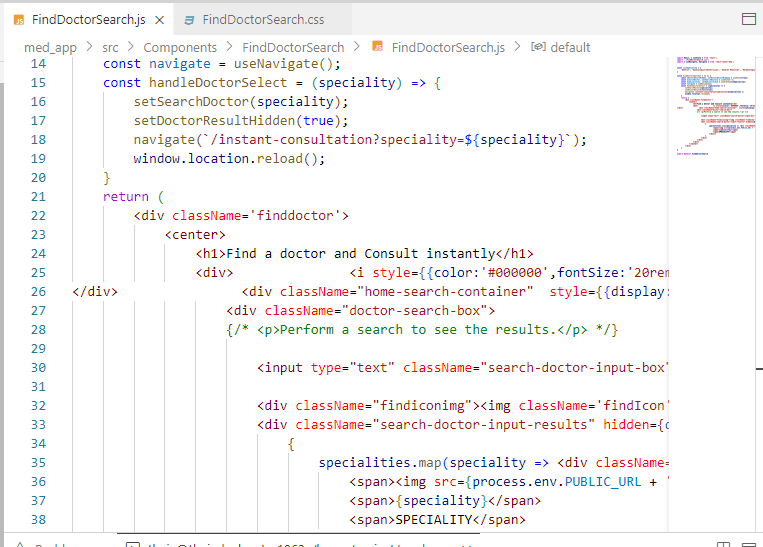 FindDoctorSearch.js FindDoctorSearch.css
med_app > src > Components > FindDoctorSearch > FindDoctorSearch.js > default
14 const navigate = useNavigate();
15 const handleDoctorSelect = (speciality) => {
16 setSearchDoctor(speciality);
17 setDoctorResultHidden(true);
18 navigate(`/instant-consultation?speciality=${speciality}`);
19 window.location.reload();
20 }
21 return (
22 <div className='finddoctor'>
23 <center>
24 <h1>Find a doctor and Consult instantly</h1>
25 <div> <i style={{color:'#000000',fontSize:'20rem
26 </div> <div className="home-search-container" style={{display:
27 <div className="doctor-search-box">
28 {/* <p>Perform a search to see the results.</p> */}
29
30 <input type="text" className="search-doctor-input-box"
31
32 <div className="findiconimg"><img className='findIcon'
33 <div className="search-doctor-input-results" hidden={
34 {
35 specialities.map(speciality => <div className=
36 <span><img src={process.env.PUBLIC_URL + '
37 <span>{speciality}</span>
38 <span>SPECIALITY</span>